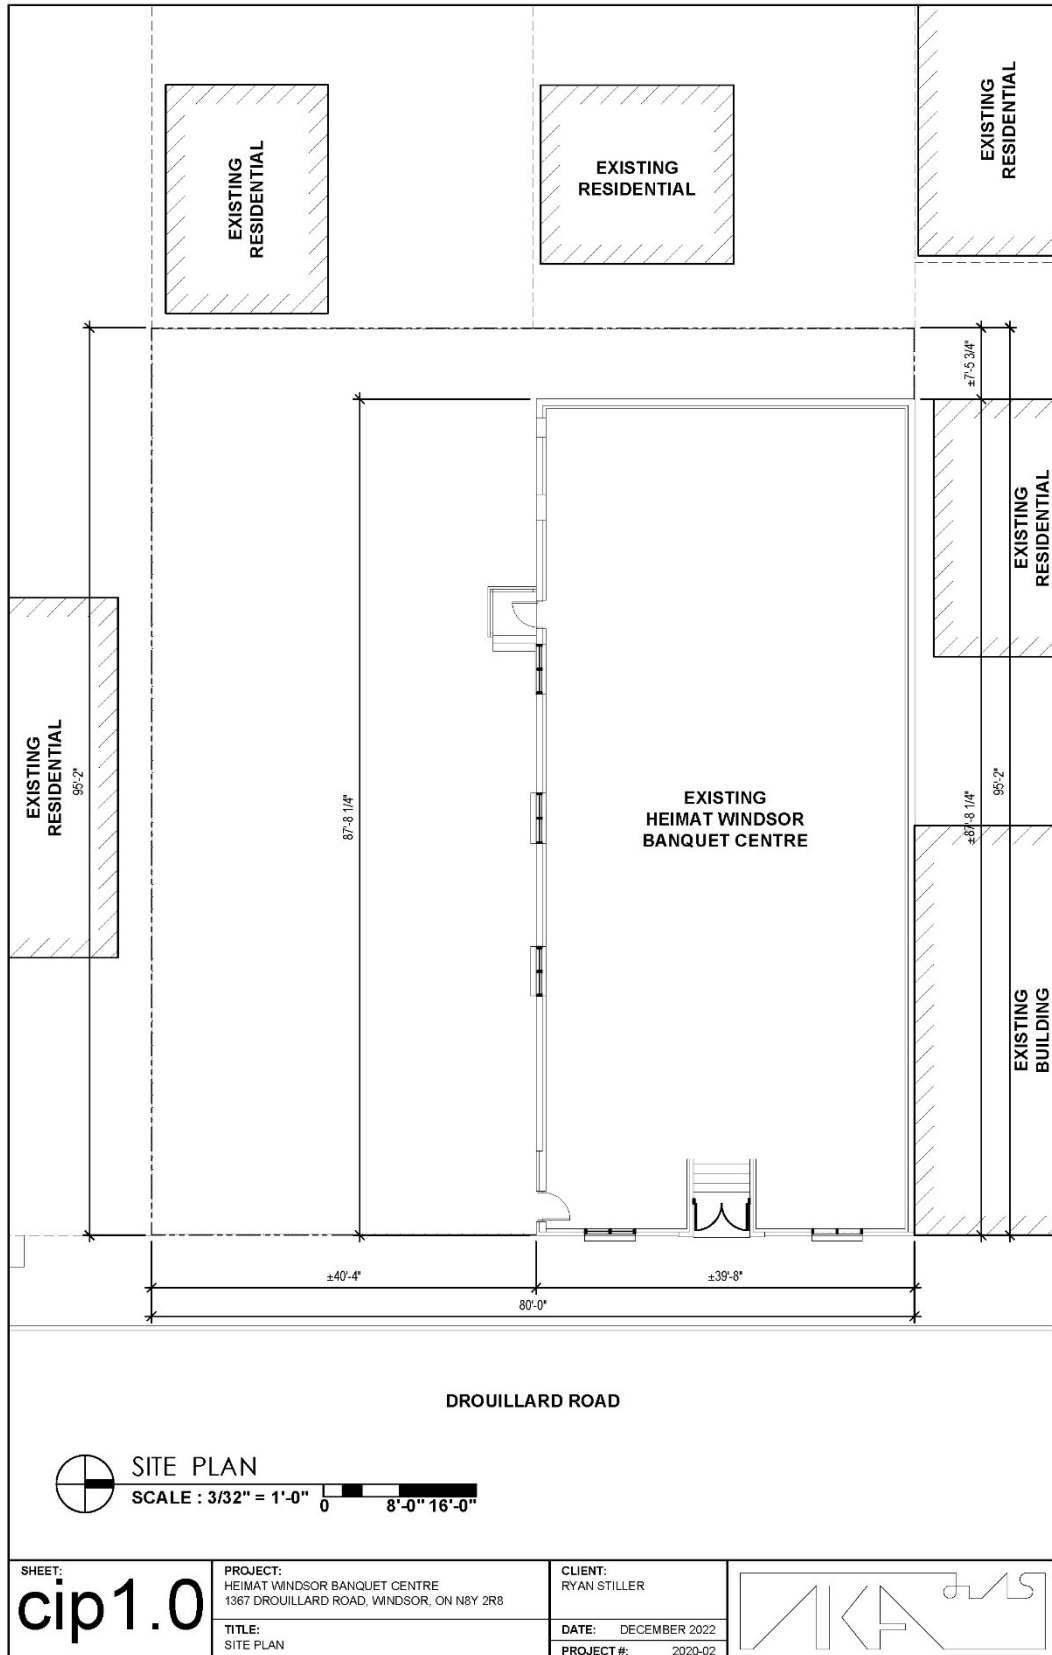 EXISTING
RESIDENTIAL
EXISTING
RESIDENTIAL
EXISTING
RESIDENTIAL
±7'-5 3/4"
EXISTING
RESIDENTIAL
EXISTING
RESIDENTIAL
95'-2"
87'-8 1/4"
EXISTING
HEIMAT WINDSOR
BANQUET CENTRE
±87'-8 1/4"
95'-2"
EXISTING
BUILDING
±40'-4"
±39'-8"
80'-0"
DROUILLARD ROAD
SITE PLAN
SCALE : 3/32" = 1'-0"
0 8'-0" 16'-0"
SHEET:
cip1.0
PROJECT:
HEIMAT WINDSOR BANQUET CENTRE
1367 DROUILLARD ROAD, WINDSOR, ON N8Y 2R8
TITLE:
SITE PLAN
CLIENT:
RYAN STILLER
DATE: DECEMBER 2022
PROJECT #: 2020-02